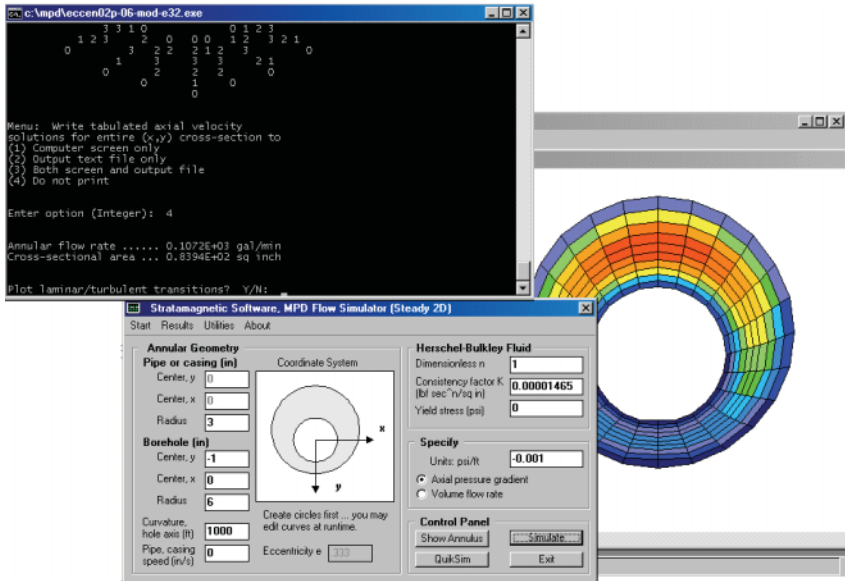 c:\mpd\eccen02p-06-mod-e32.exe
3 3 1 0 0 1 2 3
1 2 3 2 0 0 0 1 2 3 2 1
0 3 2 2 2 1 2 3 0
1 3 3 3 2 1
0 2 2 2 0
0 1 0
0
Menu: Write tabulated axial velocity
solutions for entire (x,y) cross-section to
(1) Computer screen only
(2) Output text file only
(3) Both screen and output file
(4) Do not print
Enter option (Integer): 4
Annular flow rate ...... 0.1072E+03 gal/min
Cross-sectional area ... 0.8394E+02 sq inch
Plot laminar/turbulent transitions? Y/N: _
Stratamagnetic Software, MPD Flow Simulator (Steady 2D)
Start Results Utilities About
Annular Geometry
Pipe or casing (in)
Center, y 0
Center, x 0
Radius 3
Borehole (in)
Center, y -1
Center, x 0
Radius 6
Curvature,
hole axis (ft) 1000
Pipe, casing
speed (in/s) 0
Coordinate System
x
y
Create circles first ... you may
edit curves at runtime.
Eccentricity e .333
Herschel-Bulkley Fluid
Dimensionless n 1
Consistency factor K
(lbf sec^n/sq in) 0.00001465
Yield stress (psi) 0
Specify
Units: psi/ft -0.001
Axial pressure gradient
Volume flow rate
Control Panel
Show Annulus Simulate
QuikSim Exit